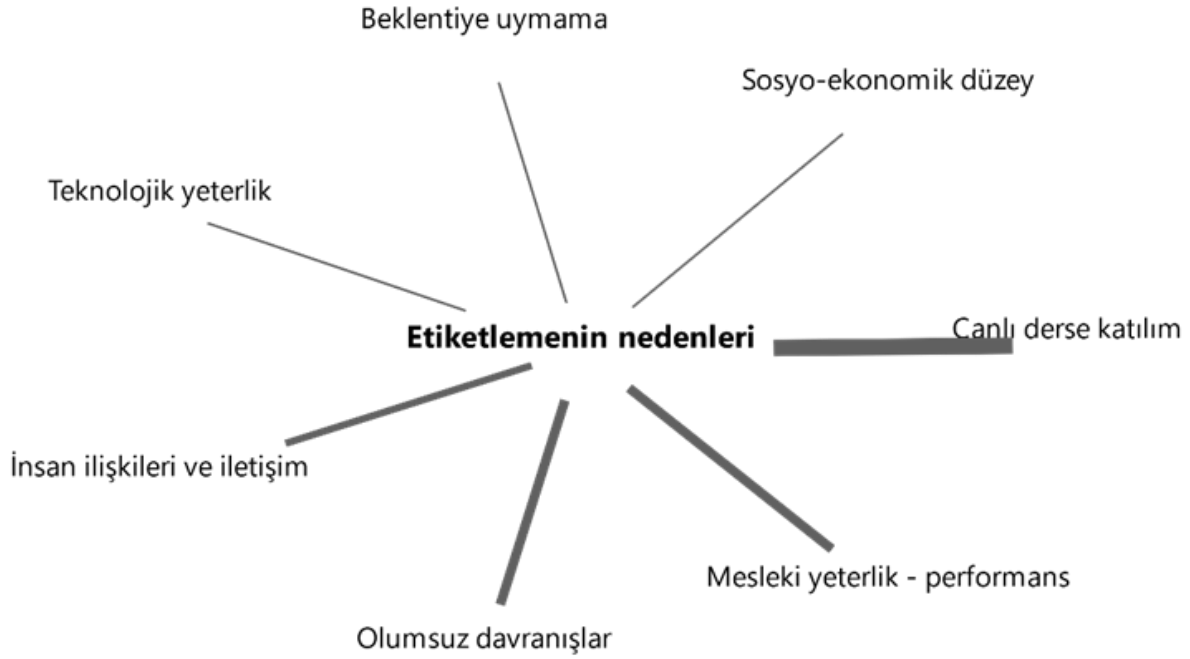 Beklentiye uymama
Sosyo-ekonomik düzey
Teknolojik yeterlik
Etiketlemenin nedenleri
Canlı derse katılım
İnsan ilişkileri ve iletişim
Mesleki yeterlik - performans
Olumsuz davranışlar